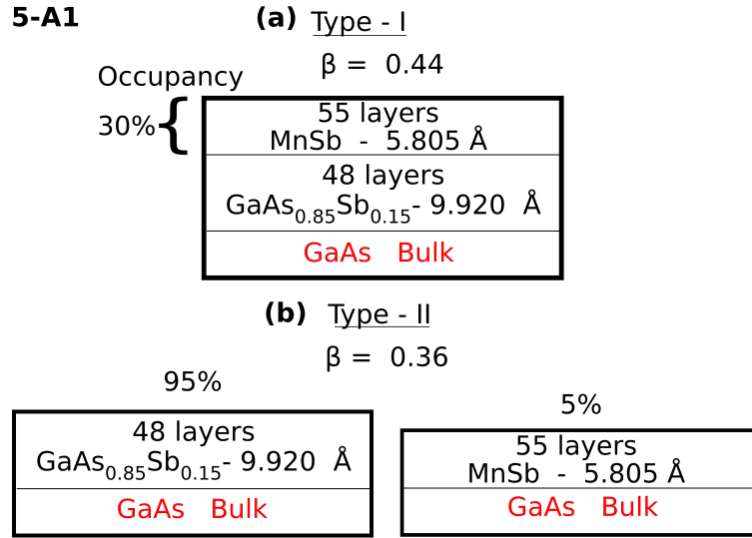 5-A1
(a) Type - I
β = 0.44
Occupancy
30%
55 layers
MnSb - 5.805 Å
48 layers
GaAs₀.₈₅Sb₀.₁₅- 9.920 Å
GaAs Bulk
(b) Type - II
β = 0.36
95%
48 layers
GaAs₀.₈₅Sb₀.₁₅- 9.920 Å
GaAs Bulk
5%
55 layers
MnSb - 5.805 Å
GaAs Bulk